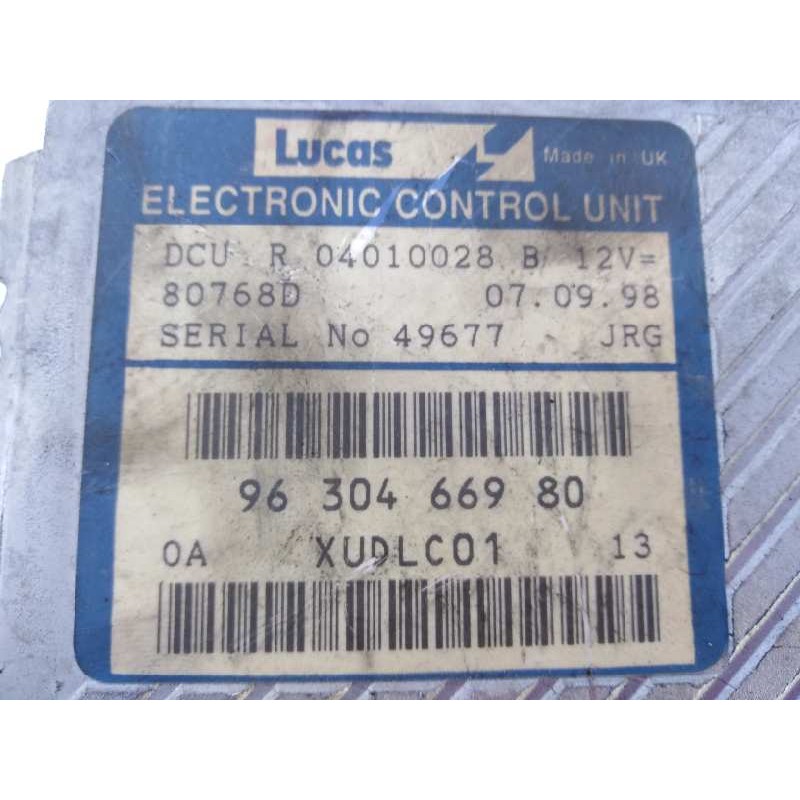 Lucas Made in UK
ELECTRONIC CONTROL UNIT
DCU R 04010028 B 12V=
80768D 07.09.98
SERIAL No 49677 JRG
96 304 669 80
0A XUDLC01 13